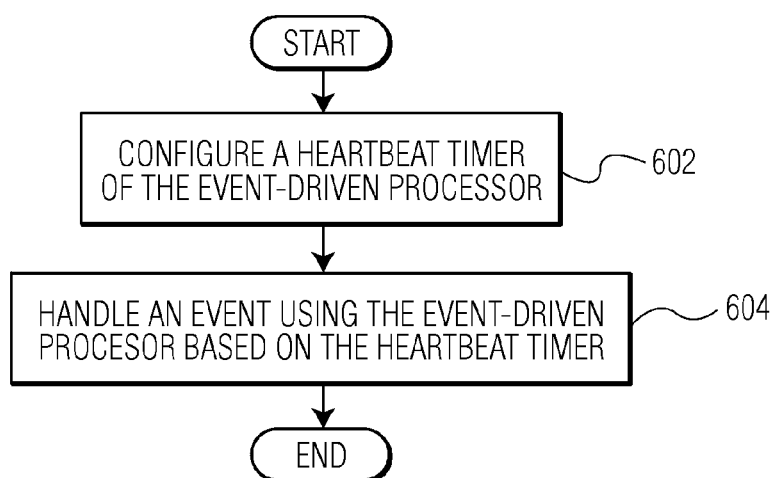 START
CONFIGURE A HEARTBEAT TIMER
OF THE EVENT-DRIVEN PROCESSOR
602
HANDLE AN EVENT USING THE EVENT-DRIVEN
PROCESOR BASED ON THE HEARTBEAT TIMER
604
END